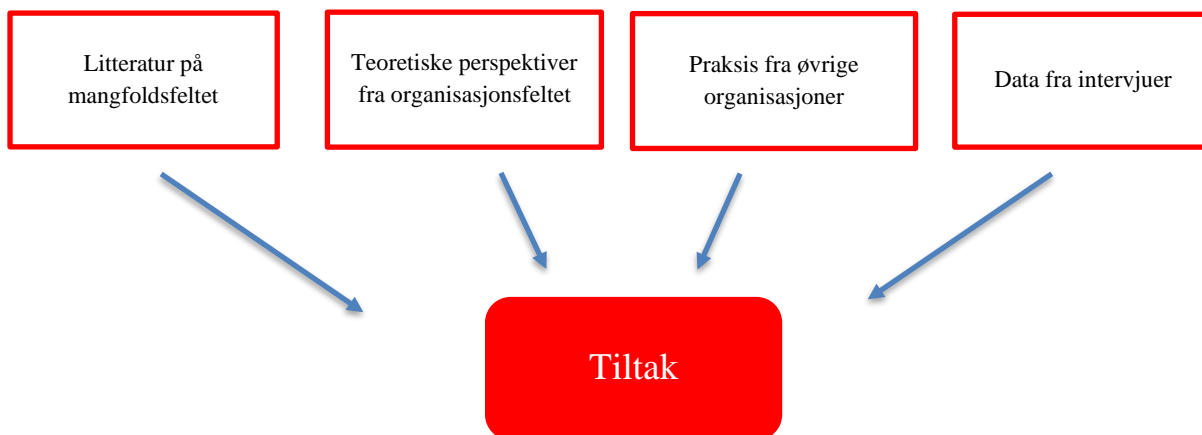 Litteratur på
mangfoldsfeltet
Teoretiske perspektiver
fra organisasjonsfeltet
Praksis fra øvrige
organisasjoner
Data fra intervjuer
Tiltak